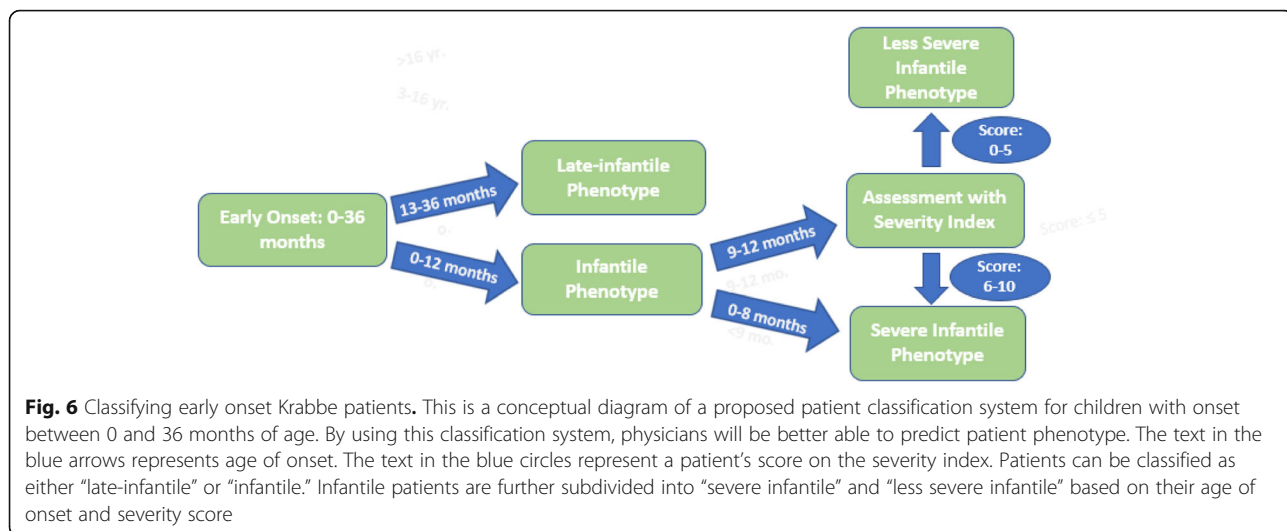 >16 yr.
3-16 yr.
Less Severe
Infantile
Phenotype
Score:
0-5
Late-infantile
Phenotype
13-36 months
Early Onset: 0-36
months
o.
0-12 months
o.
Infantile
Phenotype
9-12 months
9-12 mo.
0-8 months
<9 mo.
Assessment with
Severity Index
Score: ≤5
Score:
6-10
Severe Infantile
Phenotype
Fig. 6 Classifying early onset Krabbe patients. This is a conceptual diagram of a proposed patient classification system for children with onset
between 0 and 36 months of age. By using this classification system, physicians will be better able to predict patient phenotype. The text in the
blue arrows represents age of onset. The text in the blue circles represent a patient's score on the severity index. Patients can be classified as
either “late-infantile” or “infantile.” Infantile patients are further subdivided into “severe infantile” and “less severe infantile” based on their age of
onset and severity score